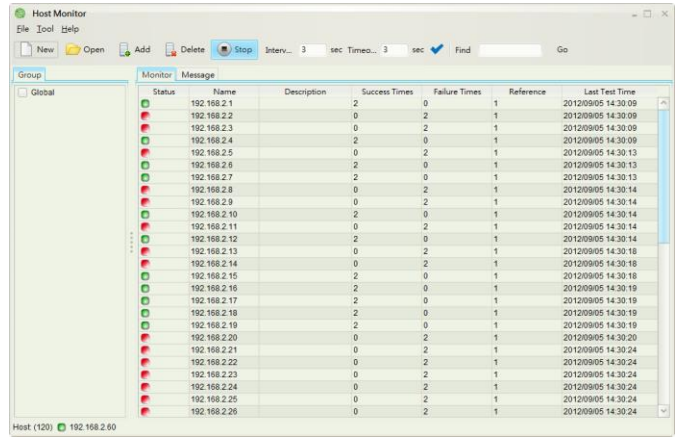 Host Monitor
File Tool Help
New Open Add Delete Stop Interv... 3 sec Timeo... 3 sec Find Go
Group Monitor Message
Global
Status Name Description Success Times Failure Times Reference Last Test Time
192.168.2.1 2 0 1 2012/09/05 14:30:09
192.168.2.2 0 2 1 2012/09/05 14:30:09
192.168.2.3 0 2 1 2012/09/05 14:30:09
192.168.2.4 2 0 1 2012/09/05 14:30:09
192.168.2.5 0 2 1 2012/09/05 14:30:13
192.168.2.6 2 0 1 2012/09/05 14:30:13
192.168.2.7 2 0 1 2012/09/05 14:30:13
192.168.2.8 0 2 1 2012/09/05 14:30:14
192.168.2.9 0 2 1 2012/09/05 14:30:14
192.168.2.10 2 0 1 2012/09/05 14:30:14
192.168.2.11 0 2 1 2012/09/05 14:30:14
192.168.2.12 2 0 1 2012/09/05 14:30:14
192.168.2.13 0 2 1 2012/09/05 14:30:18
192.168.2.14 0 2 1 2012/09/05 14:30:18
192.168.2.15 2 0 1 2012/09/05 14:30:18
192.168.2.16 2 0 1 2012/09/05 14:30:19
192.168.2.17 2 0 1 2012/09/05 14:30:19
192.168.2.18 2 0 1 2012/09/05 14:30:19
192.168.2.19 2 0 1 2012/09/05 14:30:19
192.168.2.20 0 2 1 2012/09/05 14:30:20
192.168.2.21 0 2 1 2012/09/05 14:30:24
192.168.2.22 0 2 1 2012/09/05 14:30:24
192.168.2.23 0 2 1 2012/09/05 14:30:24
192.168.2.24 0 2 1 2012/09/05 14:30:24
192.168.2.25 0 2 1 2012/09/05 14:30:24
192.168.2.26 0 2 1 2012/09/05 14:30:24
Host: (120) 192.168.2.60